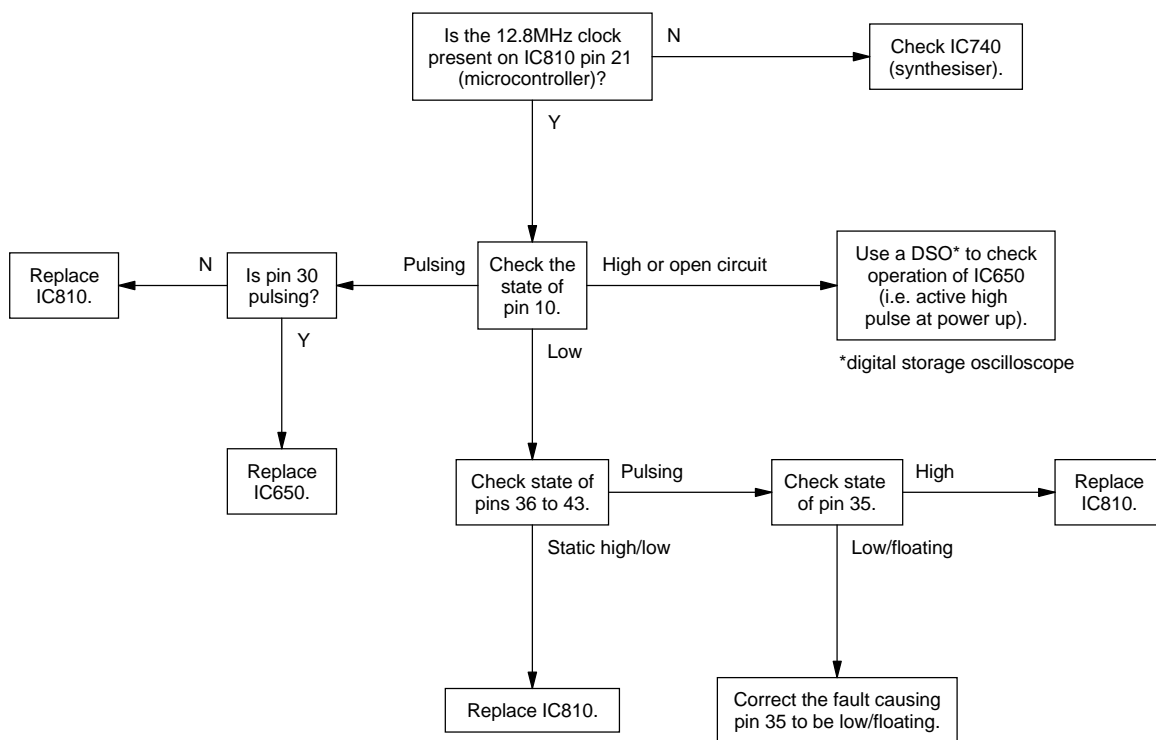 Is the 12.8MHz clock
present on IC810 pin 21
(microcontroller)?
N
Check IC740
(synthesiser).
Y
Replace
IC810.
N
Is pin 30
pulsing?
Pulsing
Check the
state of
pin 10.
High or open circuit
Use a DSO* to check
operation of IC650
(i.e. active high
pulse at power up).
Y
Low
*digital storage oscilloscope
Replace
IC650.
Check state of
pins 36 to 43.
Pulsing
Check state
of pin 35.
High
Replace
IC810.
Static high/low
Low/floating
Replace IC810.
Correct the fault causing
pin 35 to be low/floating.